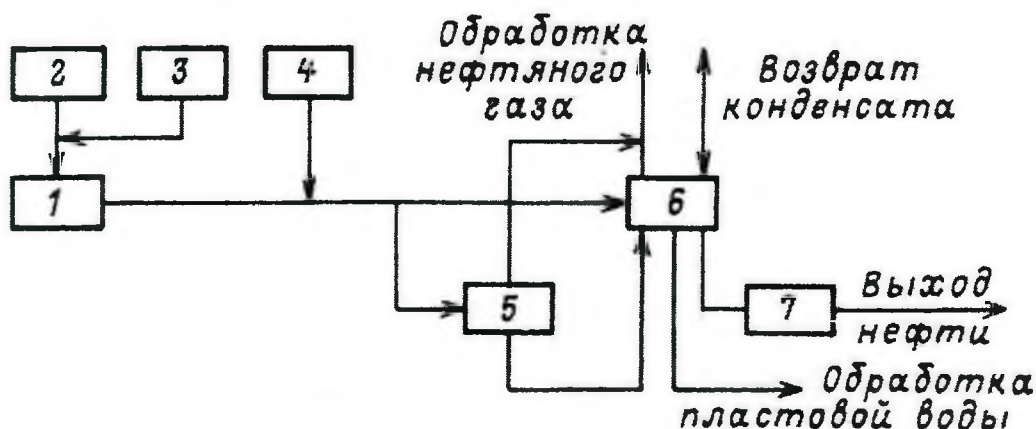 Обработка
нефтяного
газа
Возврат
конденсата
2
3
4
1
6
5
7
Выход
нефти
Обработка
пластовой воды